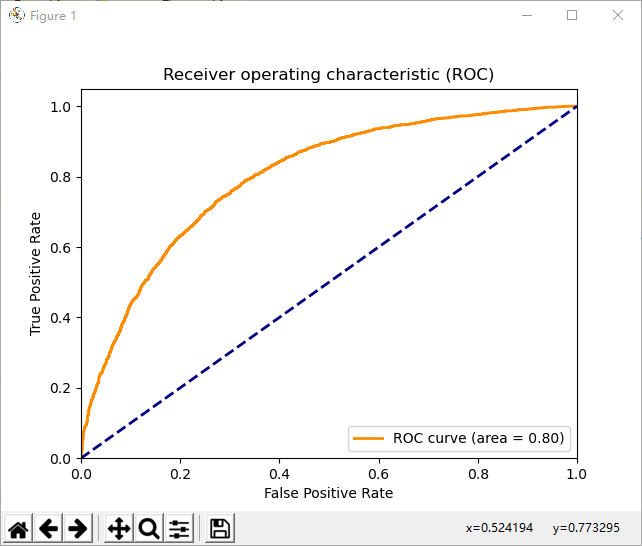 Figure 1
Receiver operating characteristic (ROC)
1.0
0.8
0.6
0.4
0.2
0.0
True Positive Rate
ROC curve (area = 0.80)
0.0 0.2 0.4 0.6 0.8 1.0
False Positive Rate
x=0.524194 y=0.773295